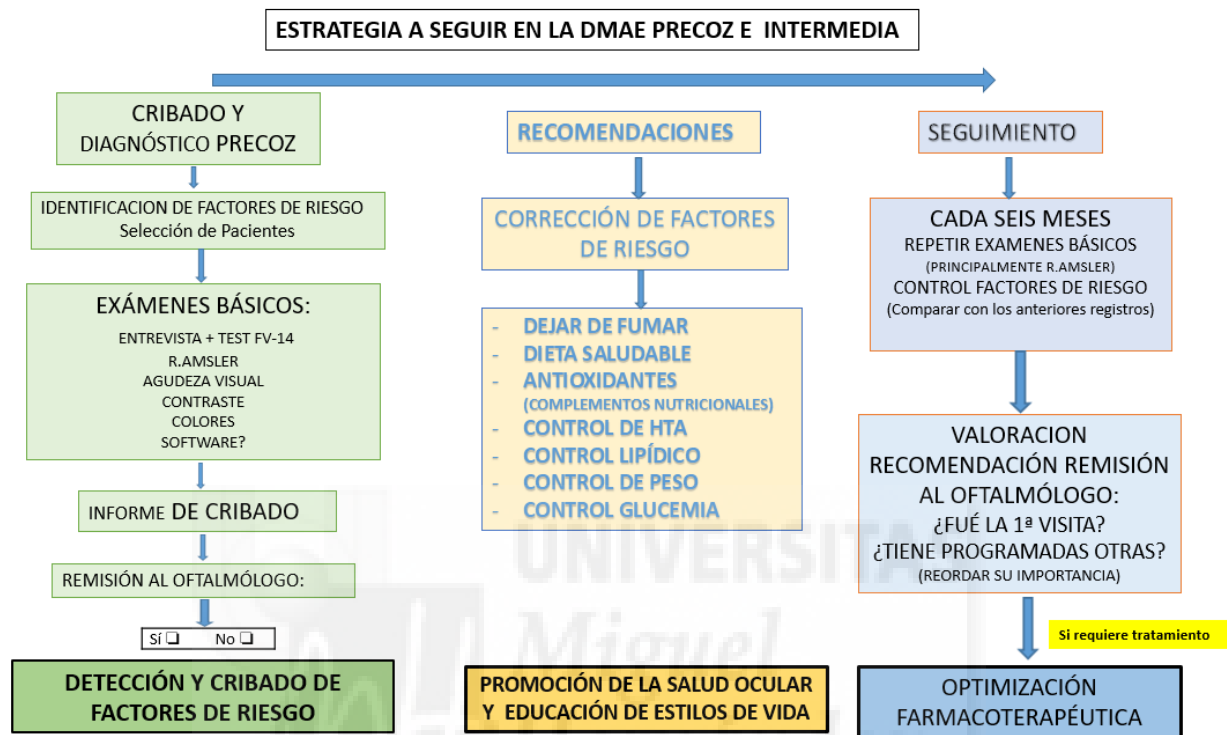 ESTRATEGIA A SEGUIR EN LA DMAE PRECOZ E INTERMEDIA
CRIBADO Y
DIAGNÓSTICO PRECOZ
IDENTIFICACION DE FACTORES DE RIESGO
Selección de Pacientes
EXÁMENES BÁSICOS:
ENTREVISTA + TEST FV-14
R.AMSLER
AGUDEZA VISUAL
CONTRASTE
COLORES
SOFTWARE?
INFORME DE CRIBADO
REMISIÓN AL OFTALMÓLOGO:
Sí ❑ No ❑
DETECCIÓN Y CRIBADO DE
FACTORES DE RIESGO
RECOMENDACIONES
CORRECCIÓN DE FACTORES
DE RIESGO
- DEJAR DE FUMAR
- DIETA SALUDABLE
- ANTIOXIDANTES
(COMPLEMENTOS NUTRICIONALES)
- CONTROL DE HTA
- CONTROL LIPÍDICO
- CONTROL DE PESO
- CONTROL GLUCEMIA
PROMOCIÓN DE LA SALUD OCULAR
Y EDUCACIÓN DE ESTILOS DE VIDA
SEGUIMIENTO
CADA SEIS MESES
REPETIR EXAMENES BÁSICOS
(PRINCIPALMENTE R.AMSLER)
CONTROL FACTORES DE RIESGO
(Comparar con los anteriores registros)
VALORACION
RECOMENDACIÓN REMISIÓN
AL OFTALMÓLOGO:
¿FUÉ LA 1ª VISITA?
¿TIENE PROGRAMADAS OTRAS?
(REORDAR SU IMPORTANCIA)
Si requiere tratamiento
OPTIMIZACIÓN
FARMACOTERAPÉUTICA
UNIVERSITAS
Miguel